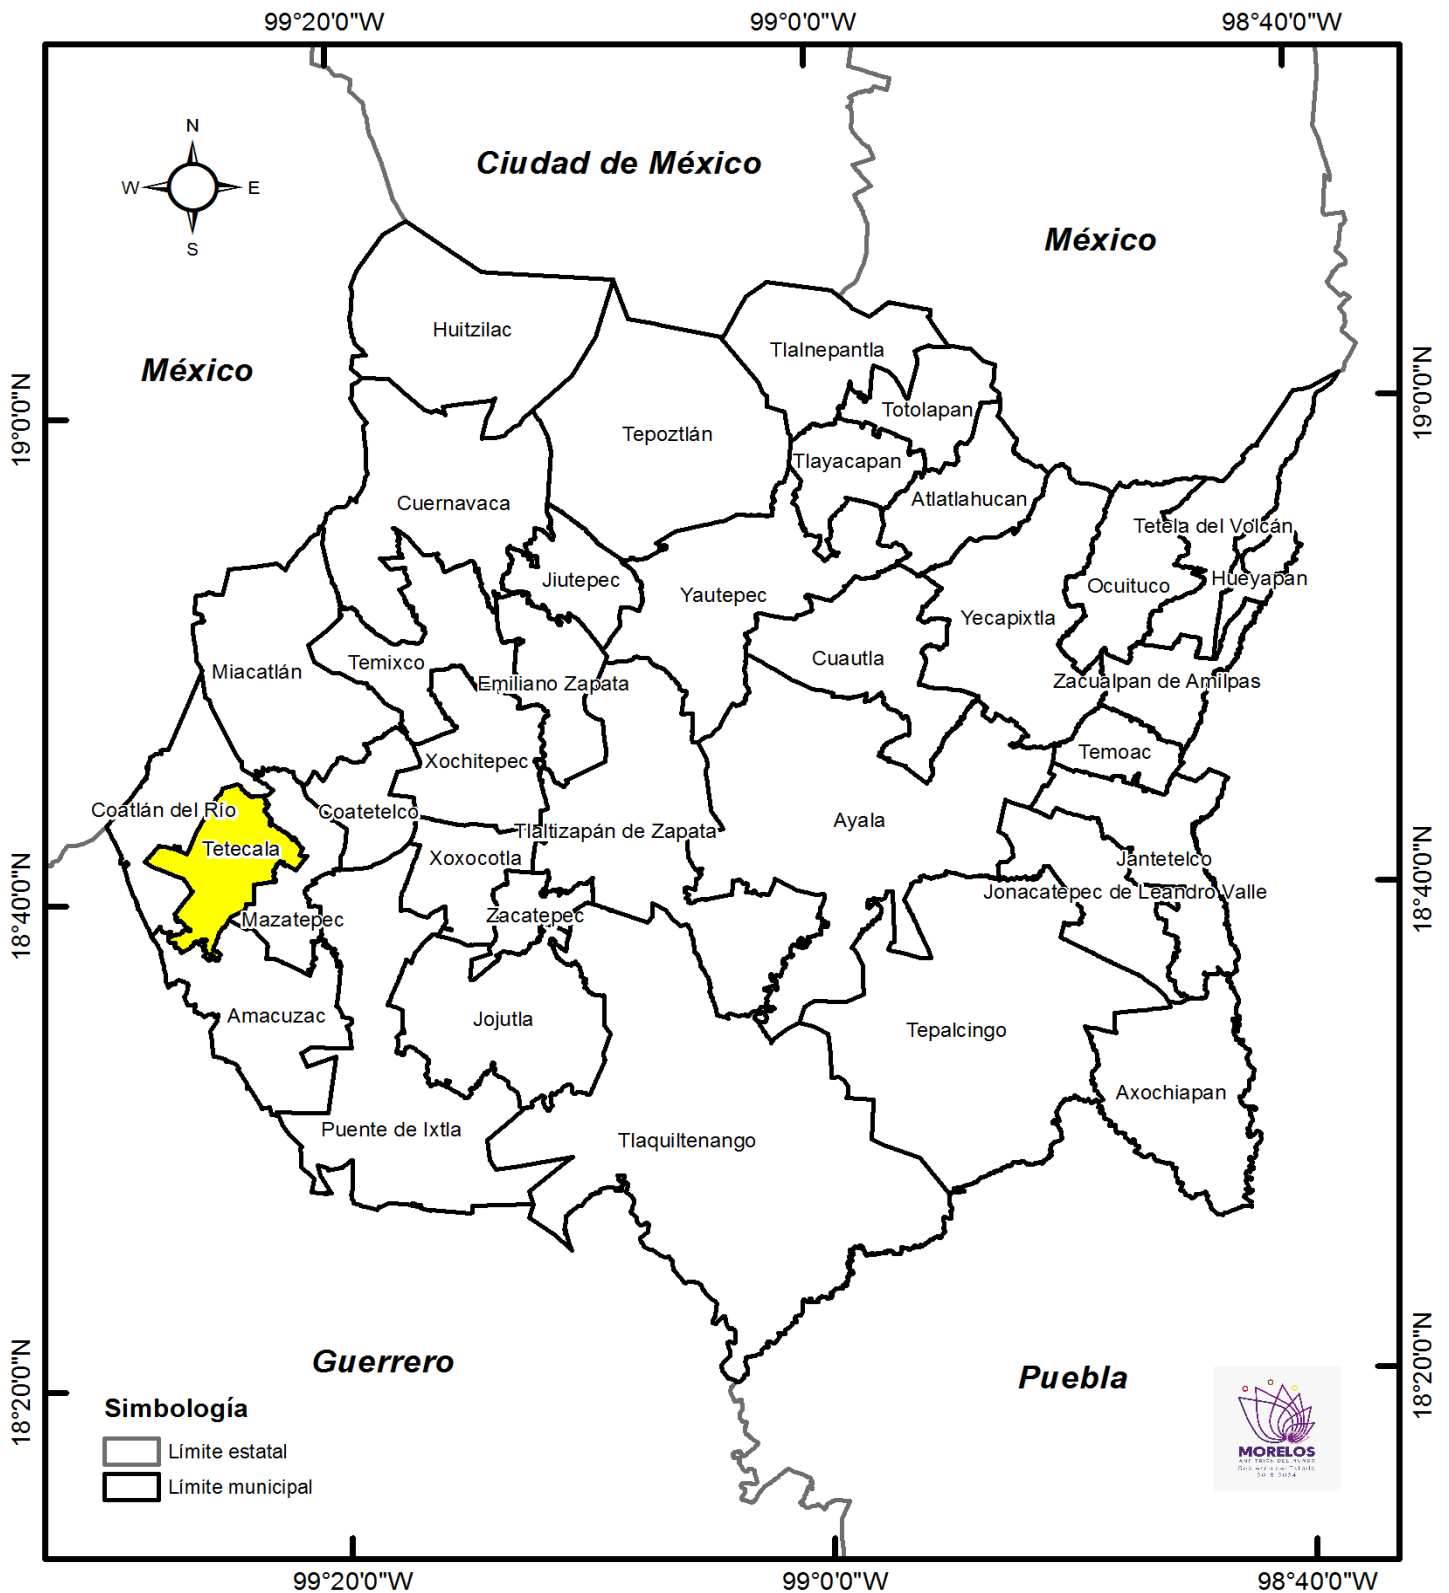 99°20'0"W 99°0'0"W 98°40'0"W
N
W E
S
Ciudad de México
México
México
19°0'0"N
19°0'0"N
Huitzilac
Tlalnepantla
Totolapan
Tepoztlán
Tlayacapan
Atlatlahucan
Cuernavaca
Tetela del Volcán
Jiutepec
Hueyapan
Ocuituco
Yautepec
Yecapixtla
Cuautla
Temixco
Miacatlán
Emiliano Zapata
Zacualpan de Amilpas
Temoac
Xochitepec
Coatlán del Río
Coatetelco
Ayala
Tlaltizapán de Zapata
Tetecala
Xoxocotla
Jantetelco
Jonacatepec de Leandro Valle
18°40'0"N
18°40'0"N
Mazatepec
Zacatepec
Amacuzac
Jojutla
Tepalcingo
Axochiapan
Puente de Ixtla
Tlaquiltenango
Guerrero
Puebla
18°20'0"N
18°20'0"N
Simbología
Límite estatal
Límite municipal
MORELOS
99°20'0"W 99°0'0"W 98°40'0"W